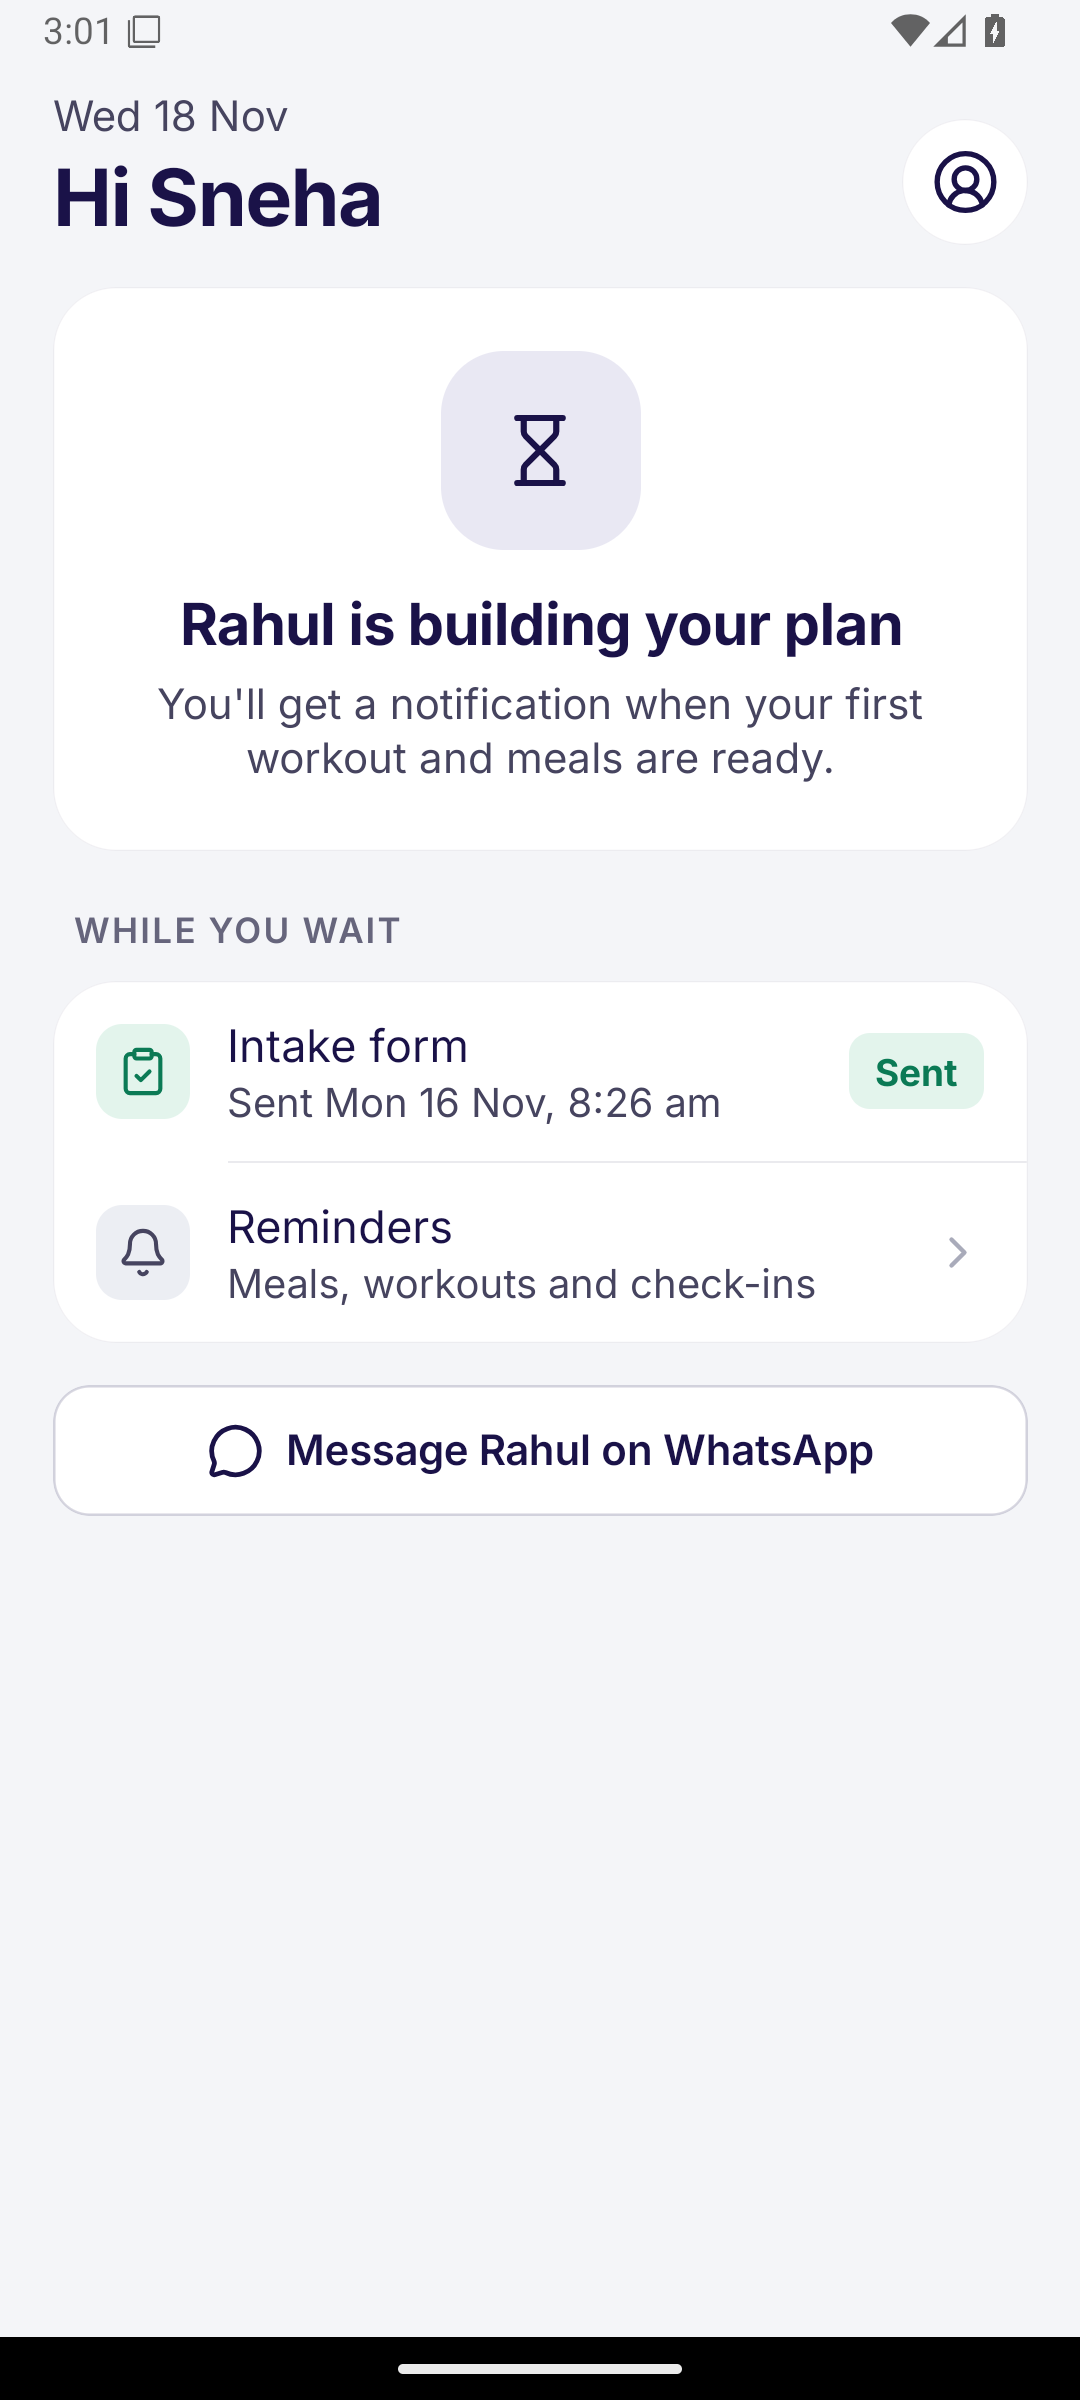 3:01
Wed 18 Nov
Hi Sneha
Rahul is building your plan
You'll get a notification when your first
workout and meals are ready.
WHILE YOU WAIT
Intake form
Sent Mon 16 Nov, 8:26 am
Sent
Reminders
Meals, workouts and check-ins
Message Rahul on WhatsApp